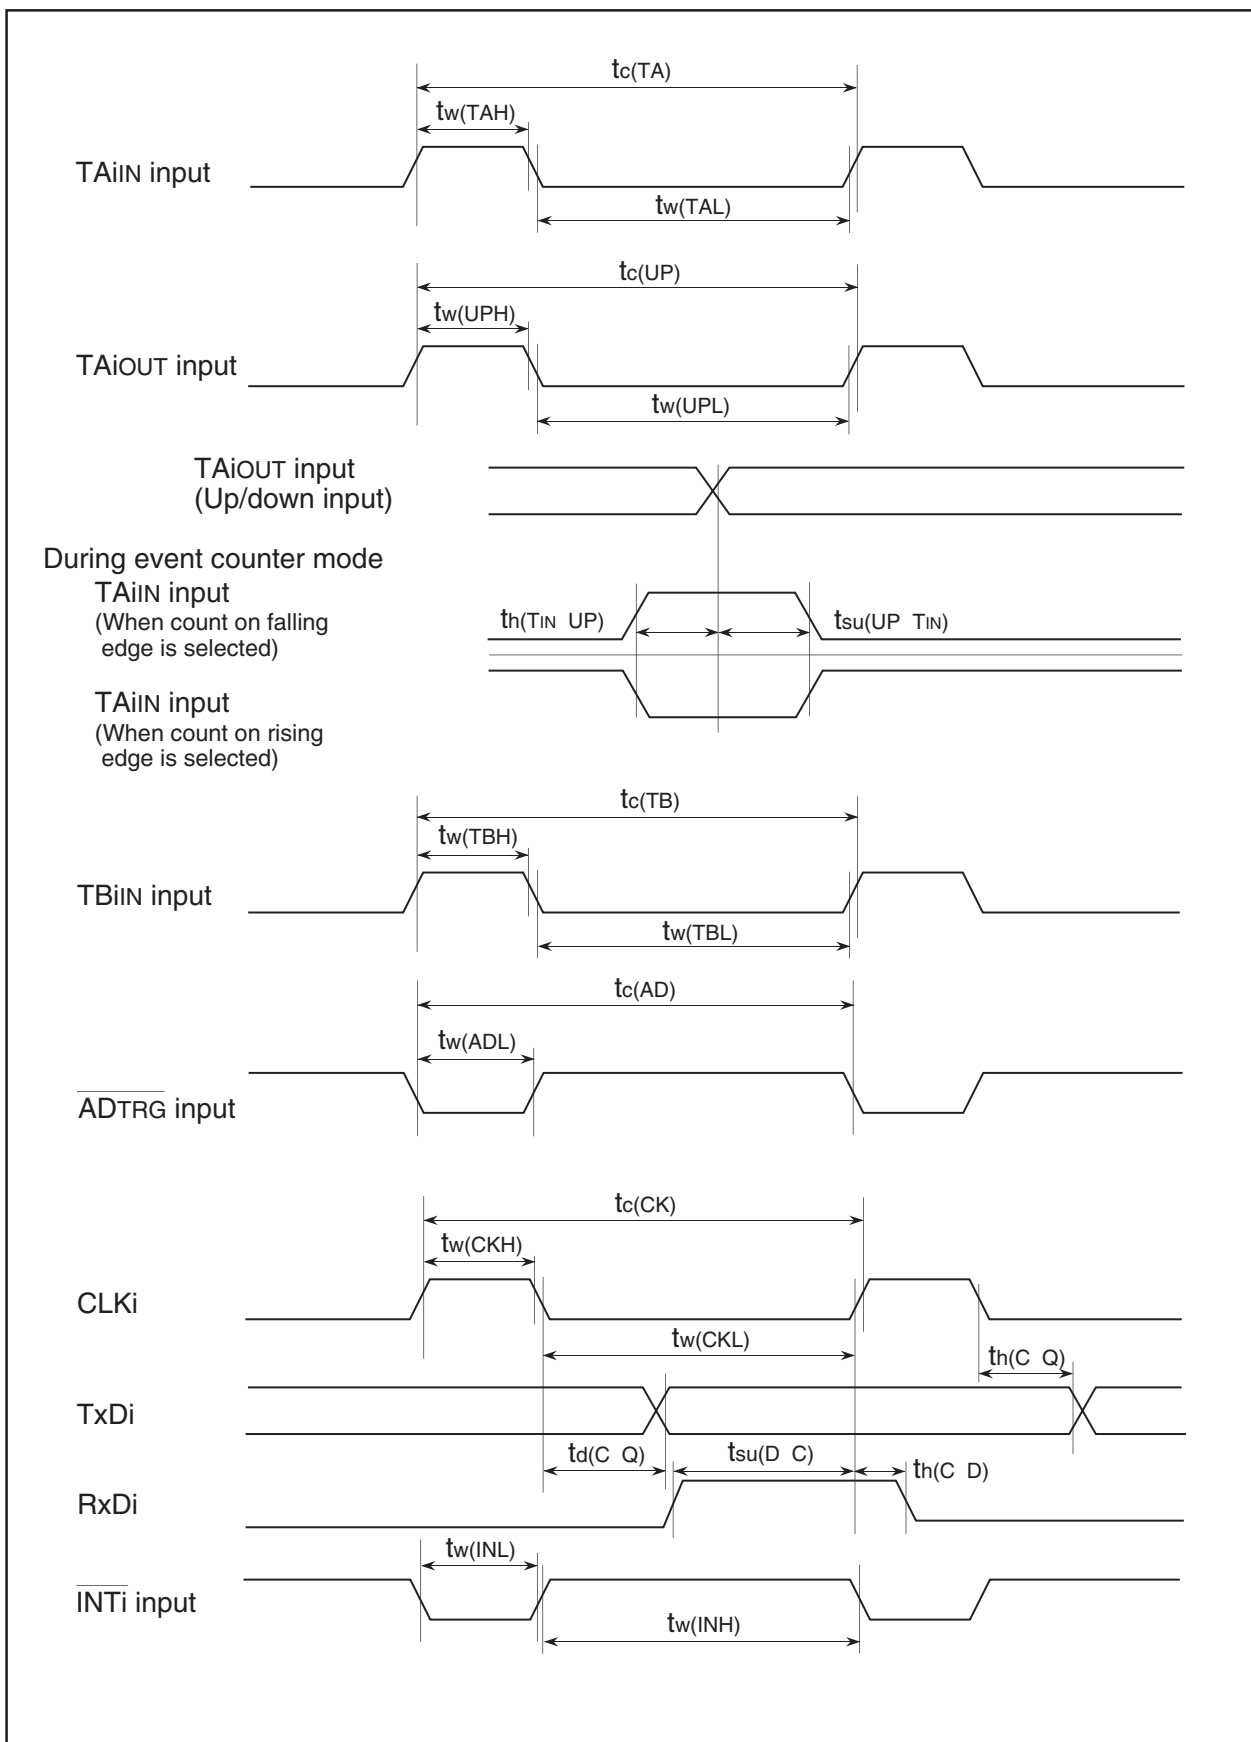 tc(TA)
tw(TAH)
TAiIN input
tw(TAL)
tc(UP)
tw(UPH)
TAiOUT input
tw(UPL)
TAiOUT input
(Up/down input)
During event counter mode
TAiIN input
(When count on falling
edge is selected)
th(TIN UP)
tsu(UP TIN)
TAiIN input
(When count on rising
edge is selected)
tc(TB)
tw(TBH)
TBiIN input
tw(TBL)
tc(AD)
tw(ADL)
ADTRG input
tc(CK)
tw(CKH)
CLKi
tw(CKL)
th(C Q)
TxDi
td(C Q)
tsu(D C)
th(C D)
RxDi
tw(INL)
INTi input
tw(INH)